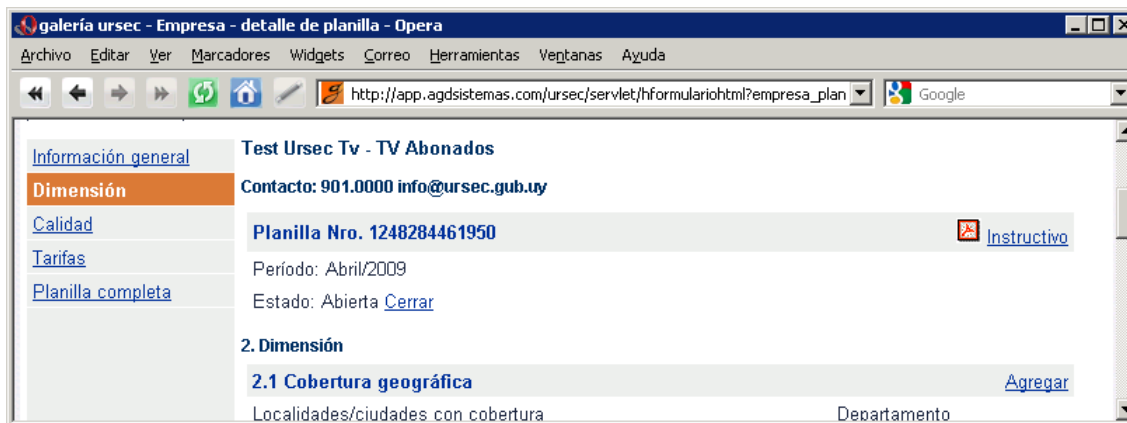 galería ursec - Empresa - detalle de planilla - Opera
Archivo Editar Ver Marcadores Widgets Correo Herramientas Ventanas Ayuda
http://app.agdsistemas.com/ursec/servlet/hformulariohtml?empresa_plan Google
Información general
Dimensión
Calidad
Tarifas
Planilla completa
Test Ursec Tv - TV Abonados
Contacto: 901.0000 info@ursec.gub.uy
Planilla Nro. 1248284461950 Instructivo
Período: Abril/2009
Estado: Abierta Cerrar
2. Dimensión
2.1 Cobertura geográfica Agregar
Localidades/ciudades con cobertura Departamento